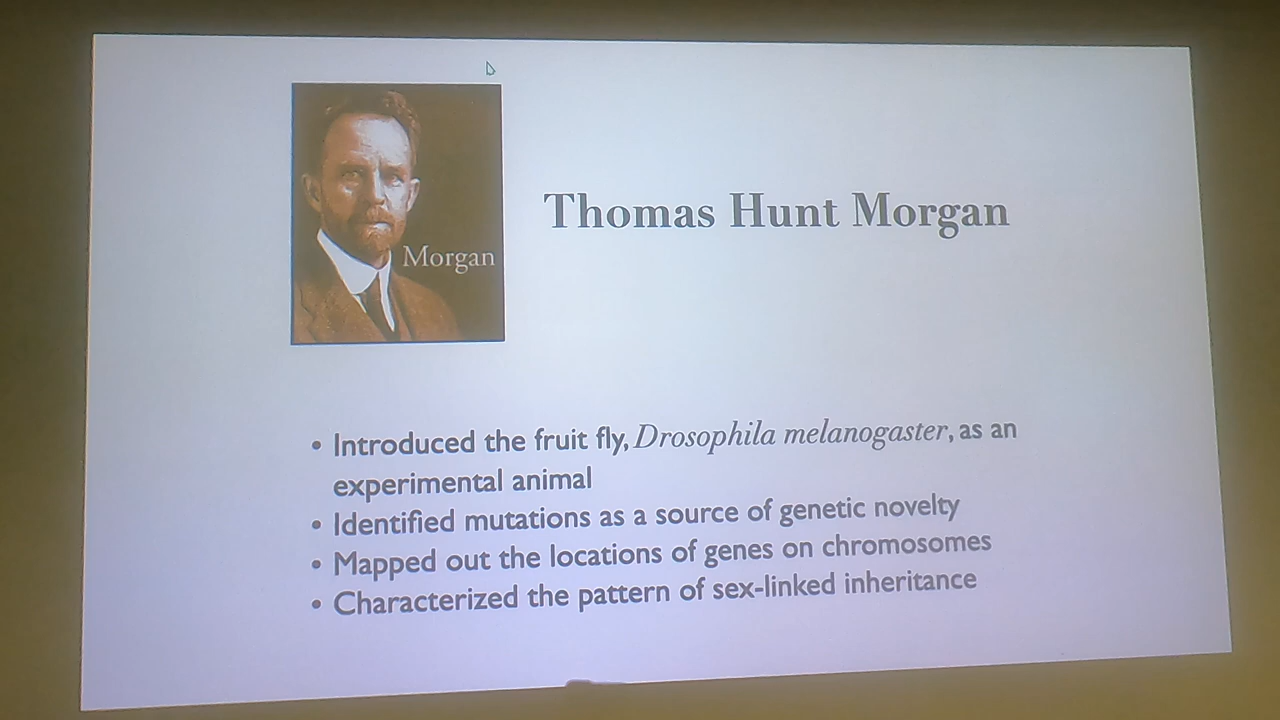 Morgan
Thomas Hunt Morgan
• Introduced the fruit fly, Drosophila melanogaster, as an
experimental animal
• Identified mutations as a source of genetic novelty
• Mapped out the locations of genes on chromosomes
• Characterized the pattern of sex-linked inheritance